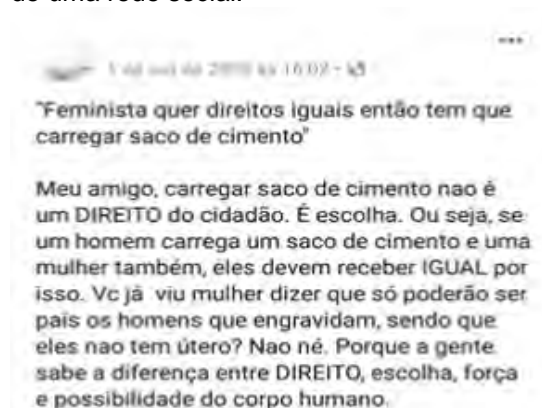 de uma rede social.
"Feminista quer direitos iguais então tem que
carregar saco de cimento"
Meu amigo, carregar saco de cimento nao é
um DIREITO do cidadão. É escolha. Ou seja, se
um homem carrega um saco de cimento e uma
mulher também, eles devem receber IGUAL por
isso. Vc já viu mulher dizer que só poderão ser
pais os homens que engravidam, sendo que
eles nao tem útero? Nao né. Porque a gente
sabe a diferença entre DIREITO, escolha, força
e possibilidade do corpo humano.